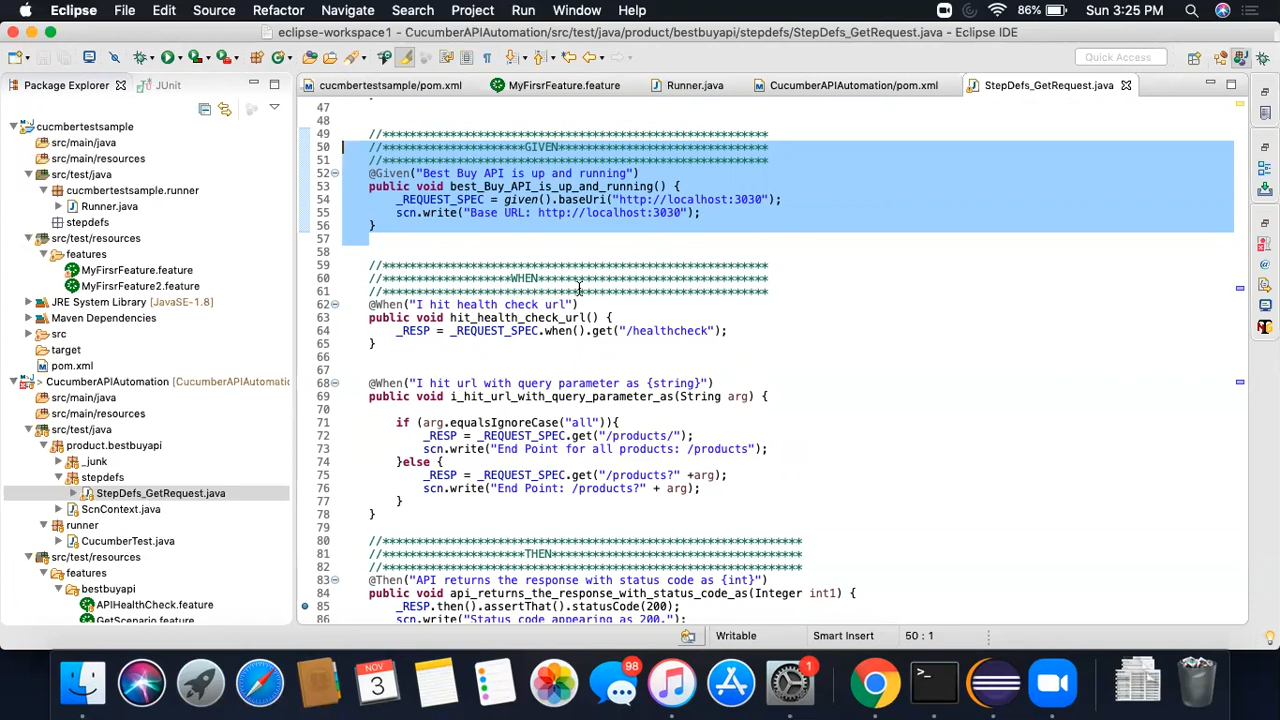 Eclipse File Edit Source Refactor Navigate Search Project Run Window Help 86% Sun 3:25 PM
eclipse-workspace1 - CucumberAPIAutomation/src/test/java/product/bestbuyapi/stepdefs/StepDefs_GetRequest.java - Eclipse IDE
Quick Access
Package Explorer JUnit
cucmbertestsample/pom.xml MyFirsrFeature.feature Runner.java CucumberAPIAutomation/pom.xml StepDefs_GetRequest.java
cucmbertestsample
src/main/java
src/main/resources
src/test/java
cucmbertestsample.runner
Runner.java
stepdefs
src/test/resources
features
MyFirsrFeature.feature
MyFirsrFeature2.feature
JRE System Library [JavaSE-1.8]
Maven Dependencies
src
target
pom.xml
> CucumberAPIAutomation [CucumberAPIAutomatio
src/main/java
src/main/resources
src/test/java
product.bestbuyapi
_junk
stepdefs
StepDefs_GetRequest.java
ScnContext.java
runner
CucumberTest.java
src/test/resources
features
bestbuyapi
APIHealthCheck.feature
GetScenario.feature
47
48
49 //*********************************************************
50 //*********************GIVEN*******************************
51 //*********************************************************
52 @Given("Best Buy API is up and running")
53 public void best_Buy_API_is_up_and_running() {
54 _REQUEST_SPEC = given().baseUri("http://localhost:3030");
55 scn.write("Base URL: http://localhost:3030");
56 }
57
58
59 //*********************************************************
60 //*******************WHEN**********************************
61 //*********************************************************
62 @When("I hit health check url")
63 public void hit_health_check_url() {
64 _RESP = _REQUEST_SPEC.when().get("/healthcheck");
65 }
66
67
68 @When("I hit url with query parameter as {string}")
69 public void i_hit_url_with_query_parameter_as(String arg) {
70
71 if (arg.equalsIgnoreCase("all")){
72 _RESP = _REQUEST_SPEC.get("/products/");
73 scn.write("End Point for all products: /products");
74 }else {
75 _RESP = _REQUEST_SPEC.get("/products?" +arg);
76 scn.write("End Point: /products?" + arg);
77 }
78 }
79
80 //**************************************************************
81 //*********************THEN*************************************
82 //**************************************************************
83 @Then("API returns the response with status code as {int}")
84 public void api_returns_the_response_with_status_code_as(Integer int1) {
85 _RESP.then().assertThat().statusCode(200);
86 scn.write("Status code appearing as 200.")
Writable Smart Insert 50 : 1
NOV
3
98
1